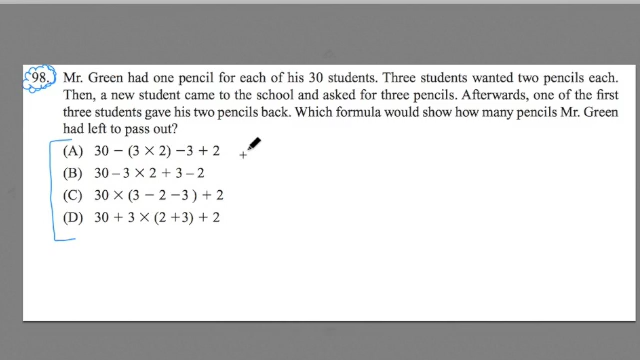 98. Mr. Green had one pencil for each of his 30 students. Three students wanted two pencils each.
Then, a new student came to the school and asked for three pencils. Afterwards, one of the first
three students gave his two pencils back. Which formula would show how many pencils Mr. Green
had left to pass out?
(A) 30 − (3 × 2) −3 + 2 +
(B) 30 – 3 × 2 + 3 – 2
(C) 30 × (3 − 2 −3 ) + 2
(D) 30 + 3 × (2 +3) + 2